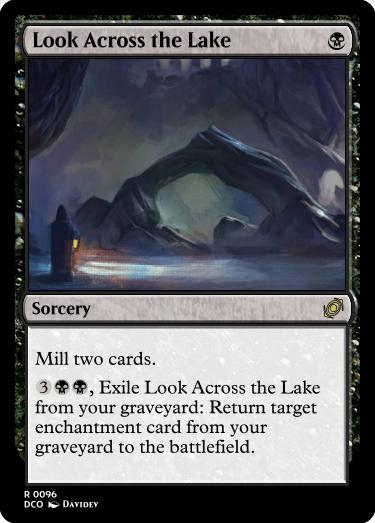 Look Across the Lake
Sorcery
Mill two cards.
3, Exile Look Across the Lake
from your graveyard: Return target
enchantment card from your
graveyard to the battlefield.
R 0096
DCO Davidev